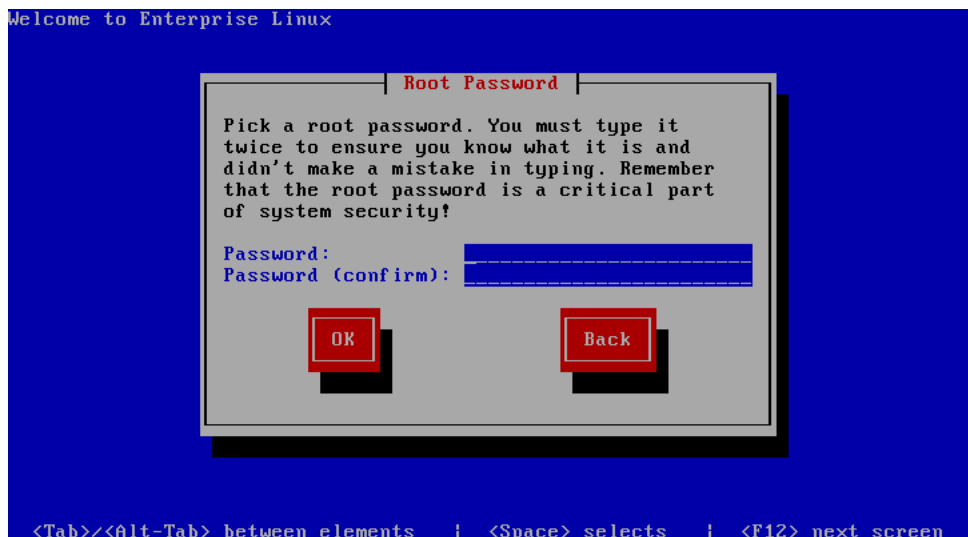 Welcome to Enterprise Linux
Root Password
Pick a root password. You must type it
twice to ensure you know what it is and
didn't make a mistake in typing. Remember
that the root password is a critical part
of system security!
Password:
Password (confirm):
OK Back
<Tab>/<Alt-Tab> between elements | <Space> selects | <F12> next screen